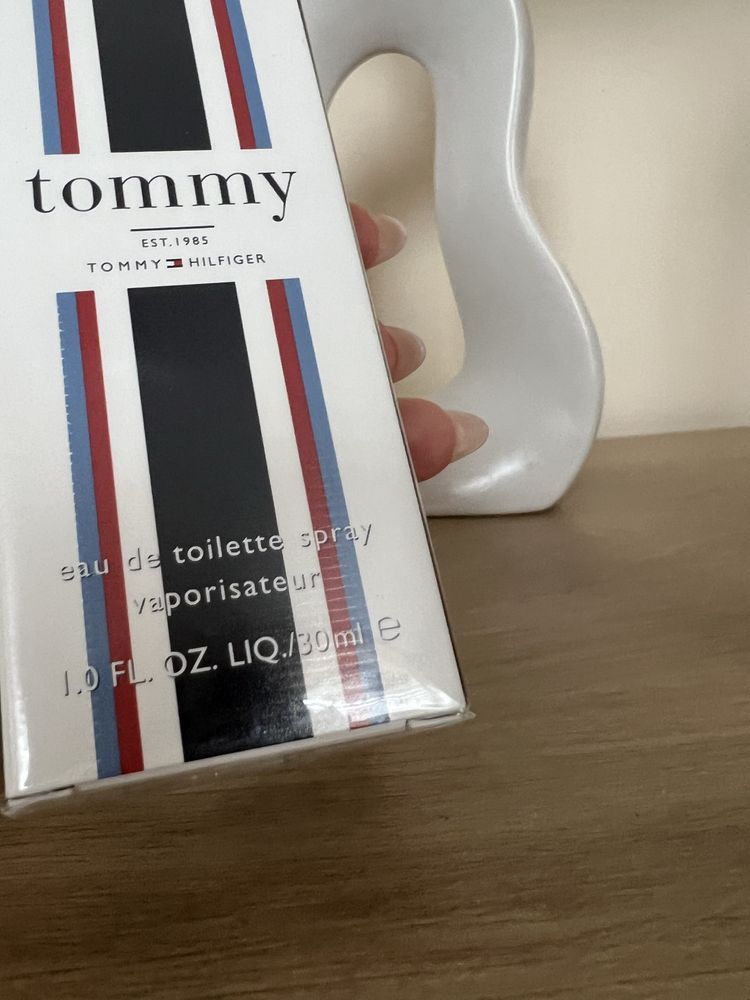 tommy
EST.1985
TOMMY HILFIGER
eau de toilette spray
vaporisateur
1.0 FL. OZ. LIQ./30ml e